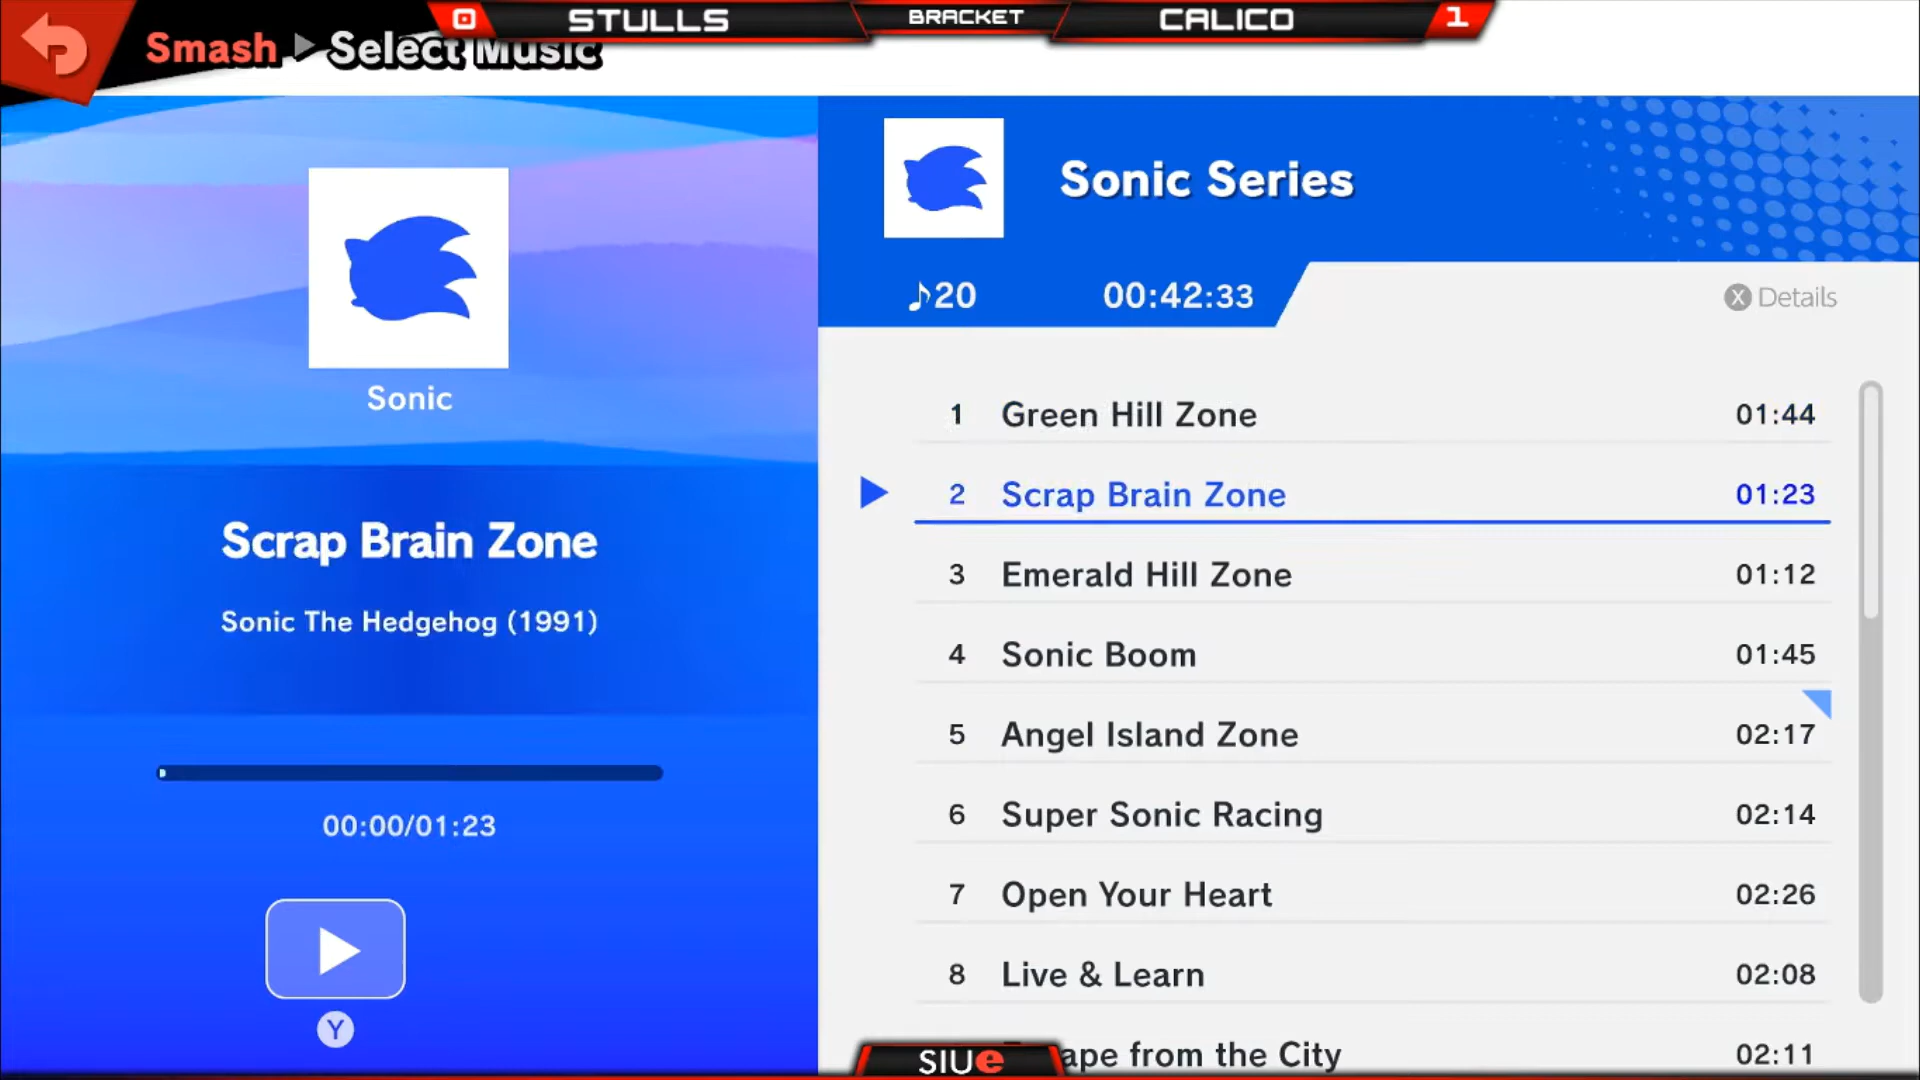 0 STULLS BRACKET CALICO 1
Smash Select Music
Sonic
Scrap Brain Zone
Sonic The Hedgehog (1991)
00:00/01:23
Y
Sonic Series
♪20 00:42:33
X Details
1 Green Hill Zone 01:44
2 Scrap Brain Zone 01:23
3 Emerald Hill Zone 01:12
4 Sonic Boom 01:45
5 Angel Island Zone 02:17
6 Super Sonic Racing 02:14
7 Open Your Heart 02:26
8 Live & Learn 02:08
ape from the City 02:11
SIUe